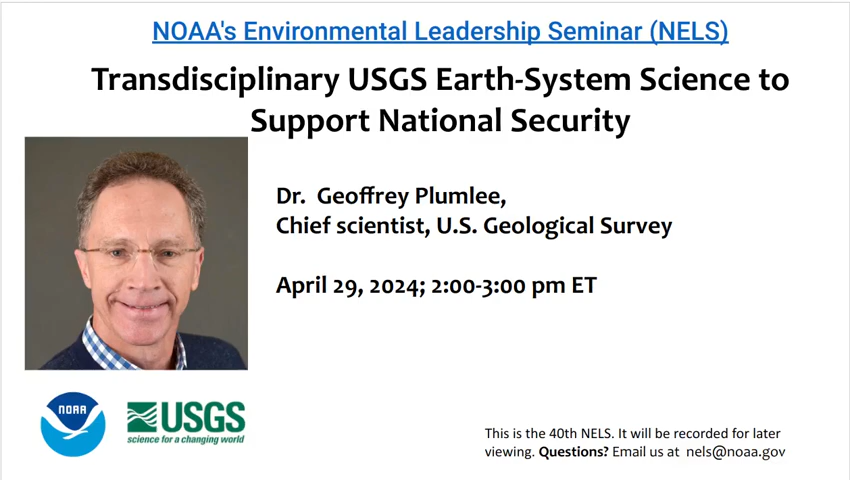 NOAA's Environmental Leadership Seminar (NELS)
Transdisciplinary USGS Earth-System Science to
Support National Security
Dr. Geoffrey Plumlee,
Chief scientist, U.S. Geological Survey
April 29, 2024; 2:00-3:00 pm ET
NOAA
USGS
science for a changing world
This is the 40th NELS. It will be recorded for later
viewing. Questions? Email us at nels@noaa.gov